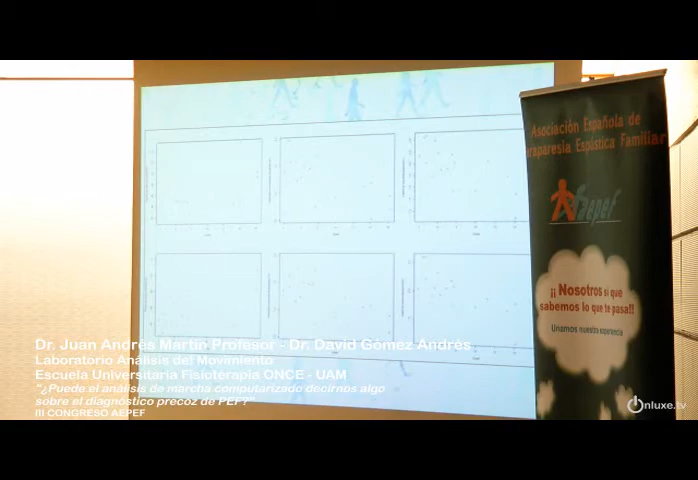 Asociación Española de
araparesia Espástica Familiar
aepef
¡¡ Nosotros si que
sabemos lo que te pasa!!
Unamos nuestra experiencia
Dr. Juan Andrés Martín Profesor - Dr. David Gómez Andrés
Laboratorio Análisis del Movimiento
Escuela Universitaria Fisioterapia ONCE - UAM
"¿Puede el análisis de marcha computarizado decirnos algo
sobre el diagnóstico precoz de PEF?"
III CONGRESO AEPEF
onluxe.tv